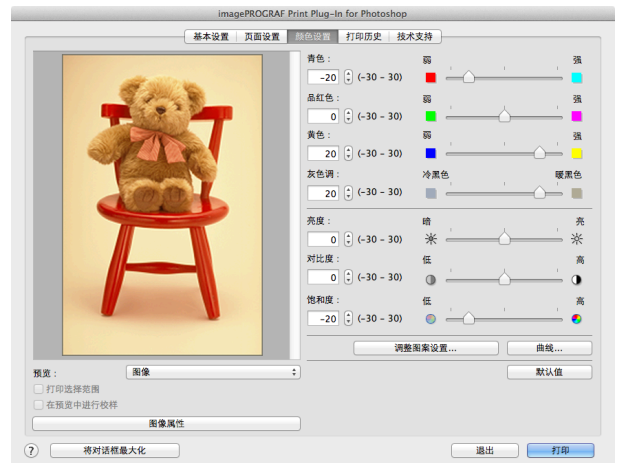 imagePROGRAF Print Plug-In for Photoshop
基本设置 页面设置 颜色设置 打印历史 技术支持
青色：
弱 强
-20 (-30 – 30)
品红色：
弱 强
0 (-30 – 30)
黄色：
弱 强
20 (-30 – 30)
灰色调：
冷黑色 暖黑色
20 (-30 – 30)
亮度：
暗 亮
0 (-30 – 30)
对比度：
低 高
0 (-30 – 30)
饱和度：
低 高
-20 (-30 – 30)
调整图案设置... 曲线...
预览： 图像
默认值
打印选择范围
在预览中进行校样
图像属性
? 将对话框最大化 退出 打印